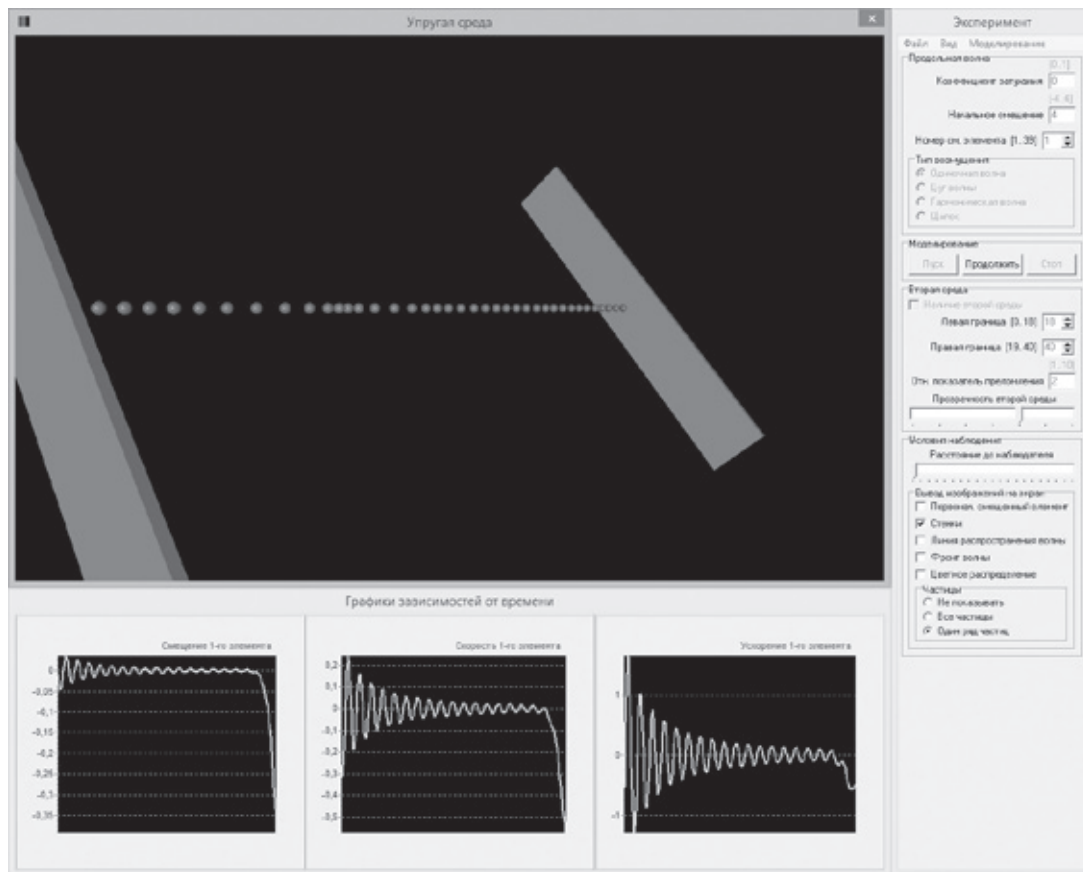 Упругая среда
×
Эксперимент
Файл Вид Моделирование
Продольная волна
[0..1]
Коэффициент затухания 0
[-4..4]
Начальное смещение 4
Номер см. элемента [1..39] 1
Тип возмущения
Одиночная волна
Цуг волны
Гармоническая волна
Щипок
Моделирование
Пуск Продолжить Стоп
Вторая среда
Наличие второй среды
Левая граница [0..18] 18
Правая граница [19..40] 40
[1..10]
Отн. показатель преломления 2
Прозрачность второй среды
Условия наблюдения
Расстояние до наблюдателя
Вывод изображений на экран
Первонач. смещенный элемент
Стенки
Линия распространения волны
Фронт волны
Цветное распределение
Частицы
Не показывать
Все частицы
Один ряд частиц
Графики зависимостей от времени
Смещение 1-го элемента
0
-0,05
-0,1
-0,15
-0,2
-0,25
-0,3
-0,35
Скорость 1-го элемента
0,2
0,1
0
-0,1
-0,2
-0,3
-0,4
-0,5
Ускорение 1-го элемента
1
0
-1